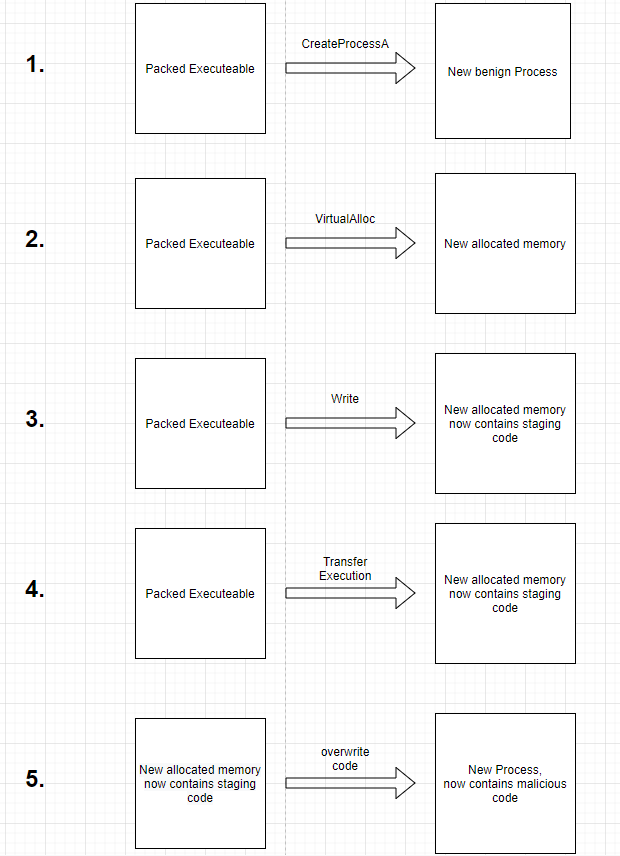 1.
Packed Executeable
CreateProcessA
New benign Process
2.
Packed Executeable
VirtualAlloc
New allocated memory
3.
Packed Executeable
Write
New allocated memory
now contains staging
code
4.
Packed Executeable
Transfer
Execution
New allocated memory
now contains staging
code
5.
New allocated memory
now contains staging
code
overwrite
code
New Process,
now contains malicious
code